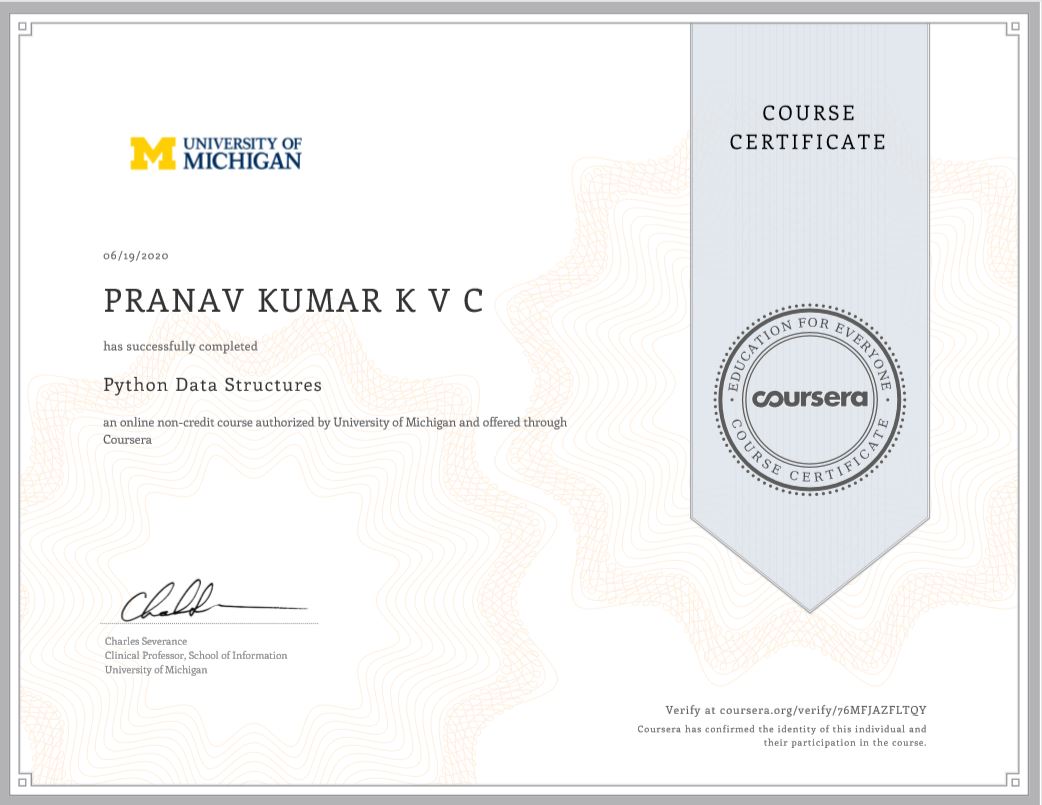 COURSE
CERTIFICATE
UNIVERSITY OF
MICHIGAN
06/19/2020
PRANAV KUMAR K V C
has successfully completed
Python Data Structures
an online non-credit course authorized by University of Michigan and offered through
Coursera
EDUCATION FOR EVERYONE
coursera
COURSE CERTIFICATE
Charles Severance
Clinical Professor, School of Information
University of Michigan
Verify at coursera.org/verify/76MFJAZFLTQY
Coursera has confirmed the identity of this individual and
their participation in the course.